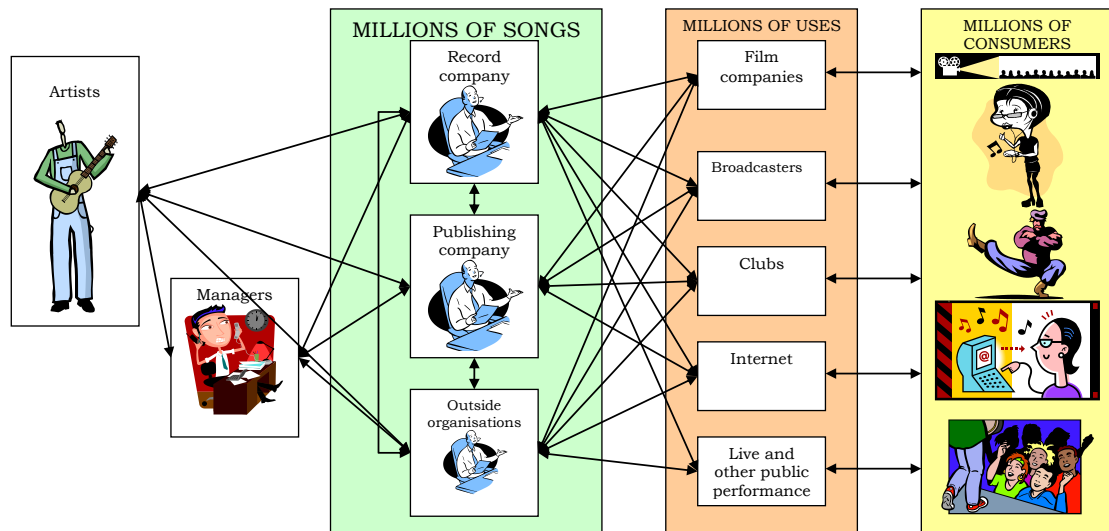 Artists
Managers
MILLIONS OF SONGS
Record
company
Publishing
company
Outside
organisations
MILLIONS OF USES
Film
companies
Broadcasters
Clubs
Internet
Live and
other public
performance
MILLIONS OF
CONSUMERS
@